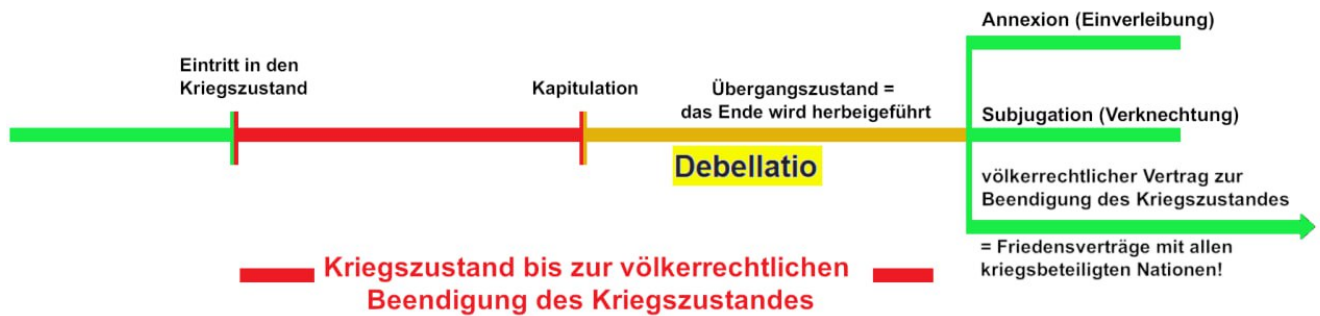 Eintritt in den
Kriegszustand
Kapitulation
Übergangszustand =
das Ende wird herbeigeführt
Debellatio
Annexion (Einverleibung)
Subjugation (Verknechtung)
völkerrechtlicher Vertrag zur
Beendigung des Kriegszustandes
= Friedensverträge mit allen
kriegsbeteiligten Nationen!
Kriegszustand bis zur völkerrechtlichen
Beendigung des Kriegszustandes